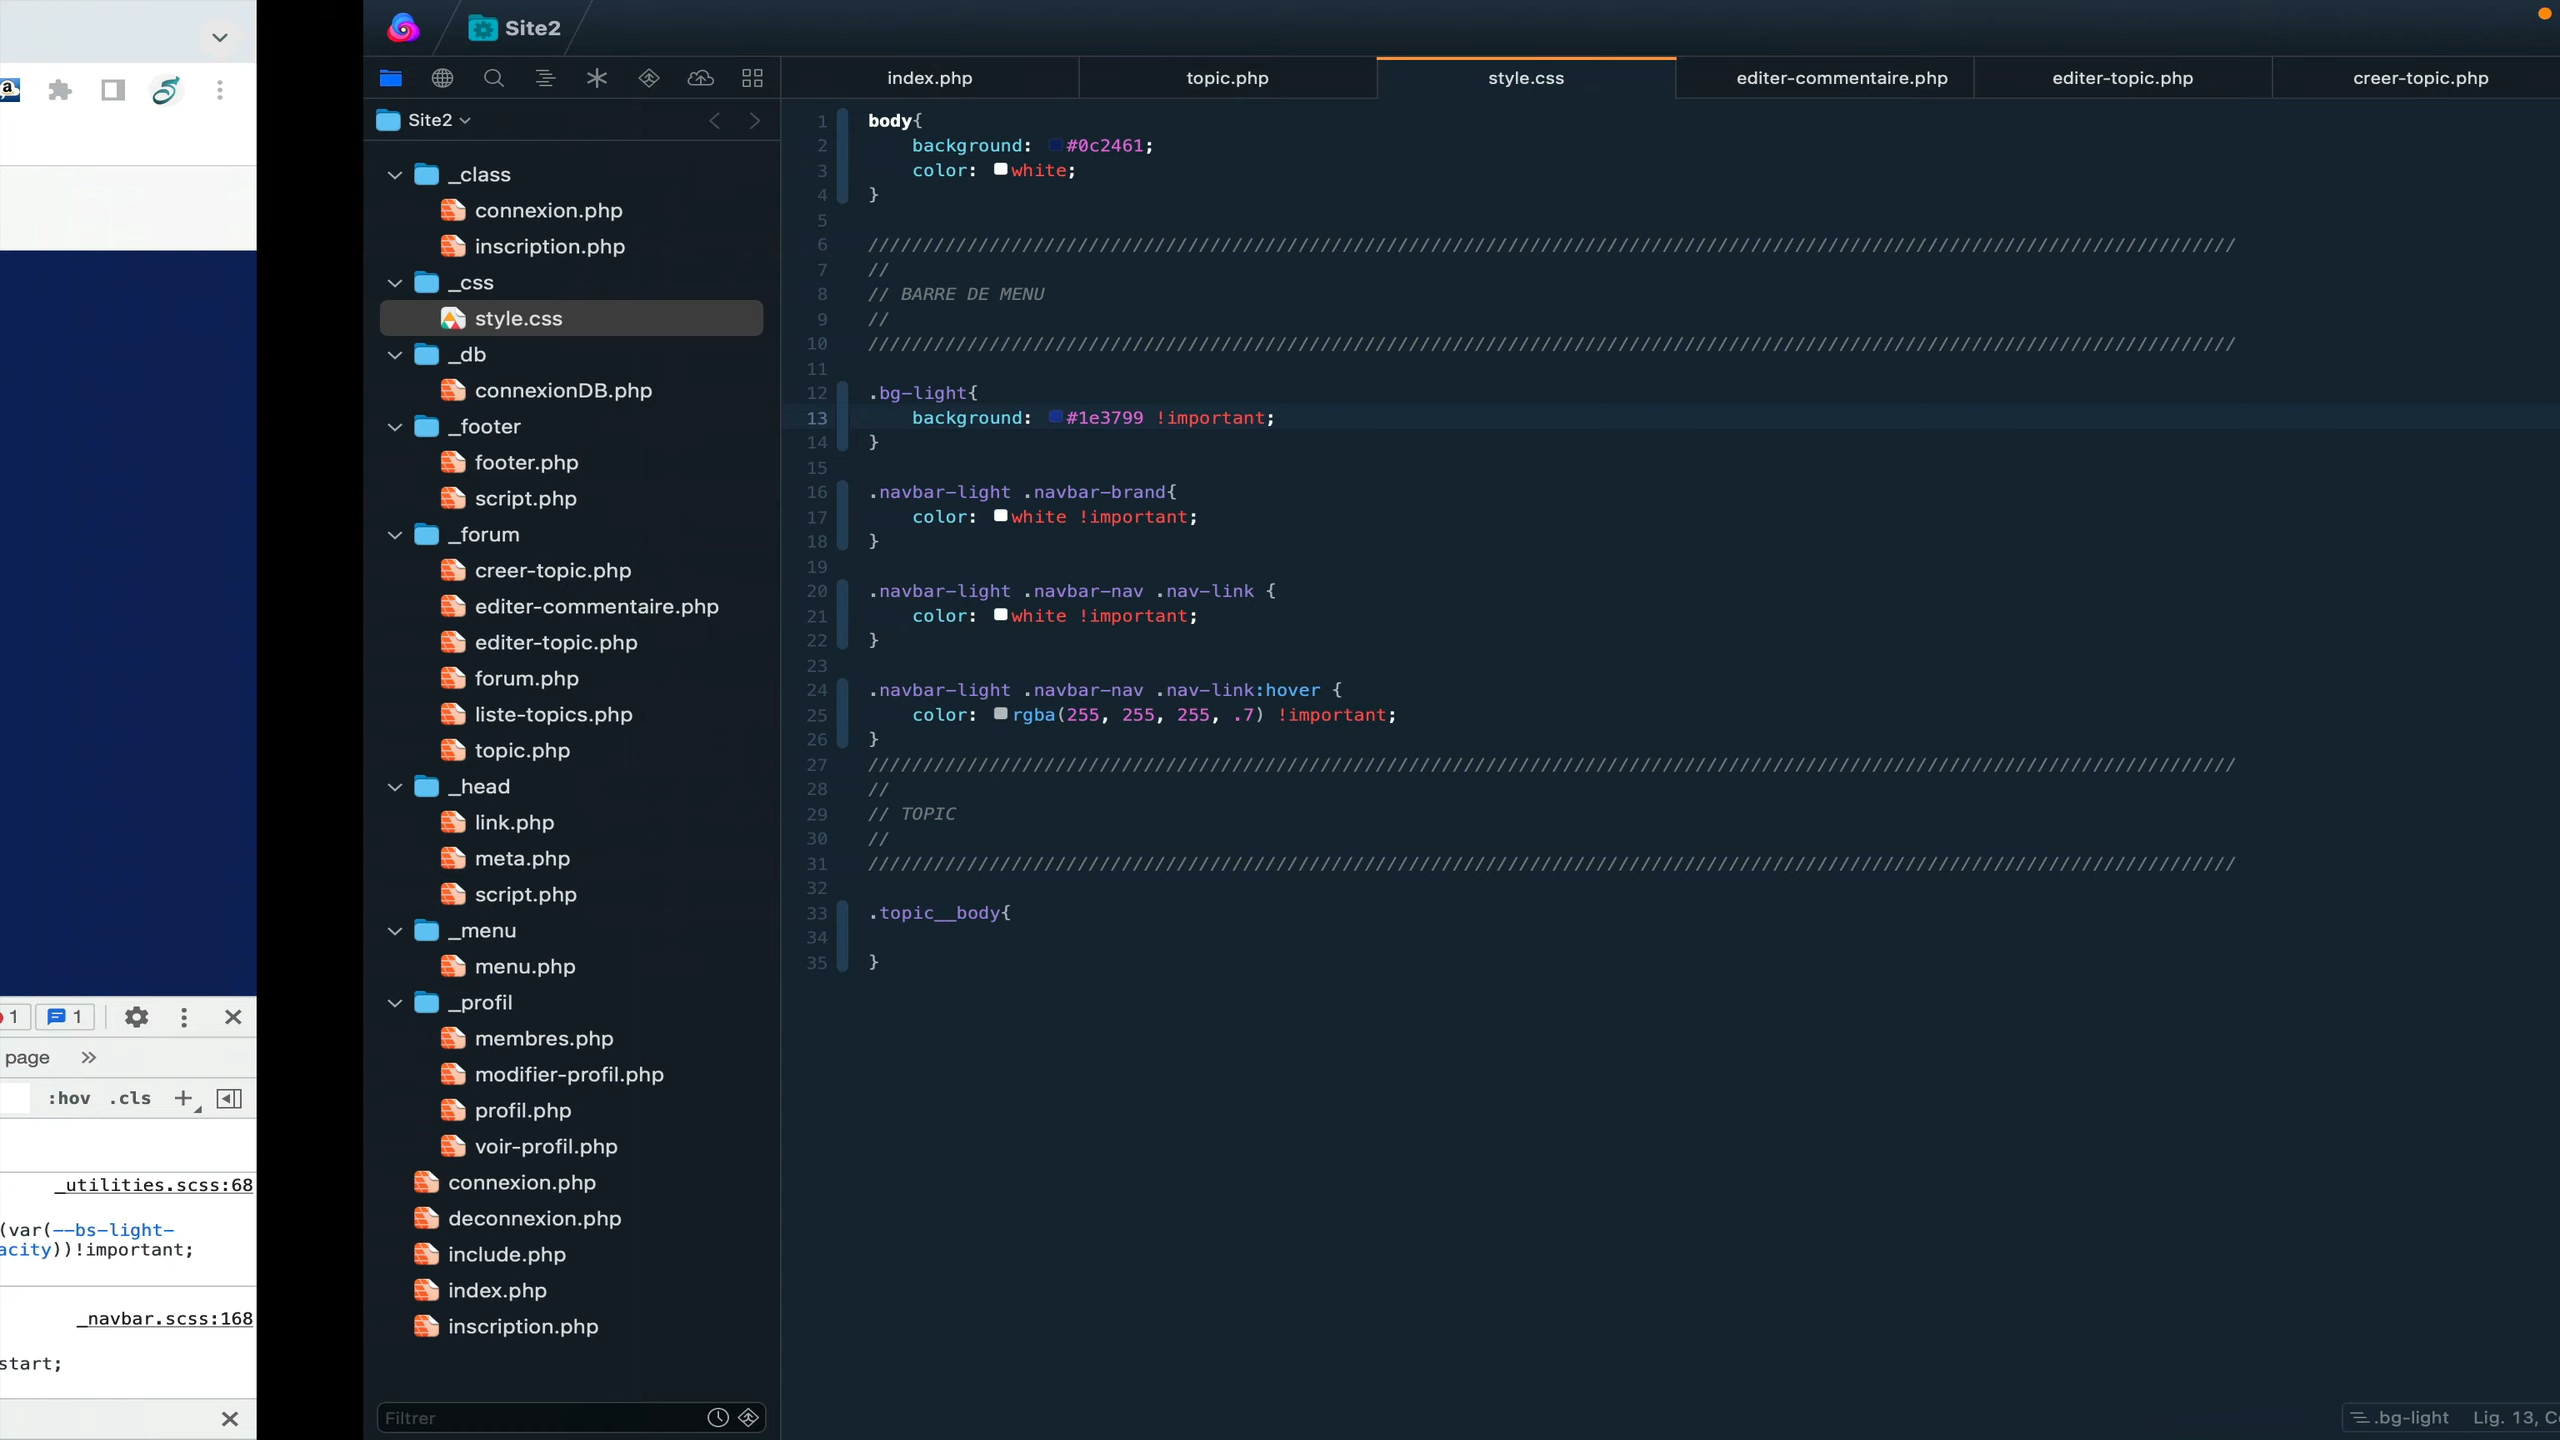 Site2
index.php
topic.php
style.css
editer-commentaire.php
editer-topic.php
creer-topic.php
Site2
_class
connexion.php
inscription.php
_css
style.css
_db
connexionDB.php
_footer
footer.php
script.php
_forum
creer-topic.php
editer-commentaire.php
editer-topic.php
forum.php
liste-topics.php
topic.php
_head
link.php
meta.php
script.php
_menu
menu.php
_profil
membres.php
modifier-profil.php
profil.php
voir-profil.php
connexion.php
deconnexion.php
include.php
index.php
inscription.php
Filtrer
1 body{
2 background: #0c2461;
3 color: white;
4 }
5
6 ////////////////////////////////////////////////////////////////////////////////////////////////////////////////////////////
7 //
8 // BARRE DE MENU
9 //
10 ////////////////////////////////////////////////////////////////////////////////////////////////////////////////////////////
11
12 .bg-light{
13 background: #1e3799 !important;
14 }
15
16 .navbar-light .navbar-brand{
17 color: white !important;
18 }
19
20 .navbar-light .navbar-nav .nav-link {
21 color: white !important;
22 }
23
24 .navbar-light .navbar-nav .nav-link:hover {
25 color: rgba(255, 255, 255, .7) !important;
26 }
27 ////////////////////////////////////////////////////////////////////////////////////////////////////////////////////////////
28 //
29 // TOPIC
30 //
31 ////////////////////////////////////////////////////////////////////////////////////////////////////////////////////////////
32
33 .topic__body{
34
35 }
.bg-light Lig. 13, C
a
1 1
page »
:hov .cls
_utilities.scss:68
(var(--bs-light-
acity))!important;
_navbar.scss:168
start;